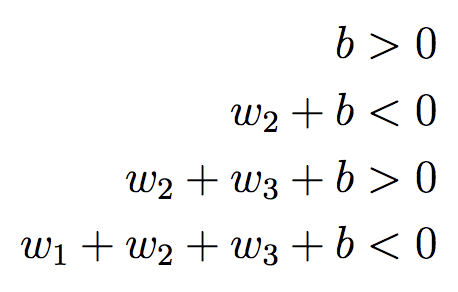 b > 0
w₂ + b < 0
w₂ + w₃ + b > 0
w₁ + w₂ + w₃ + b < 0